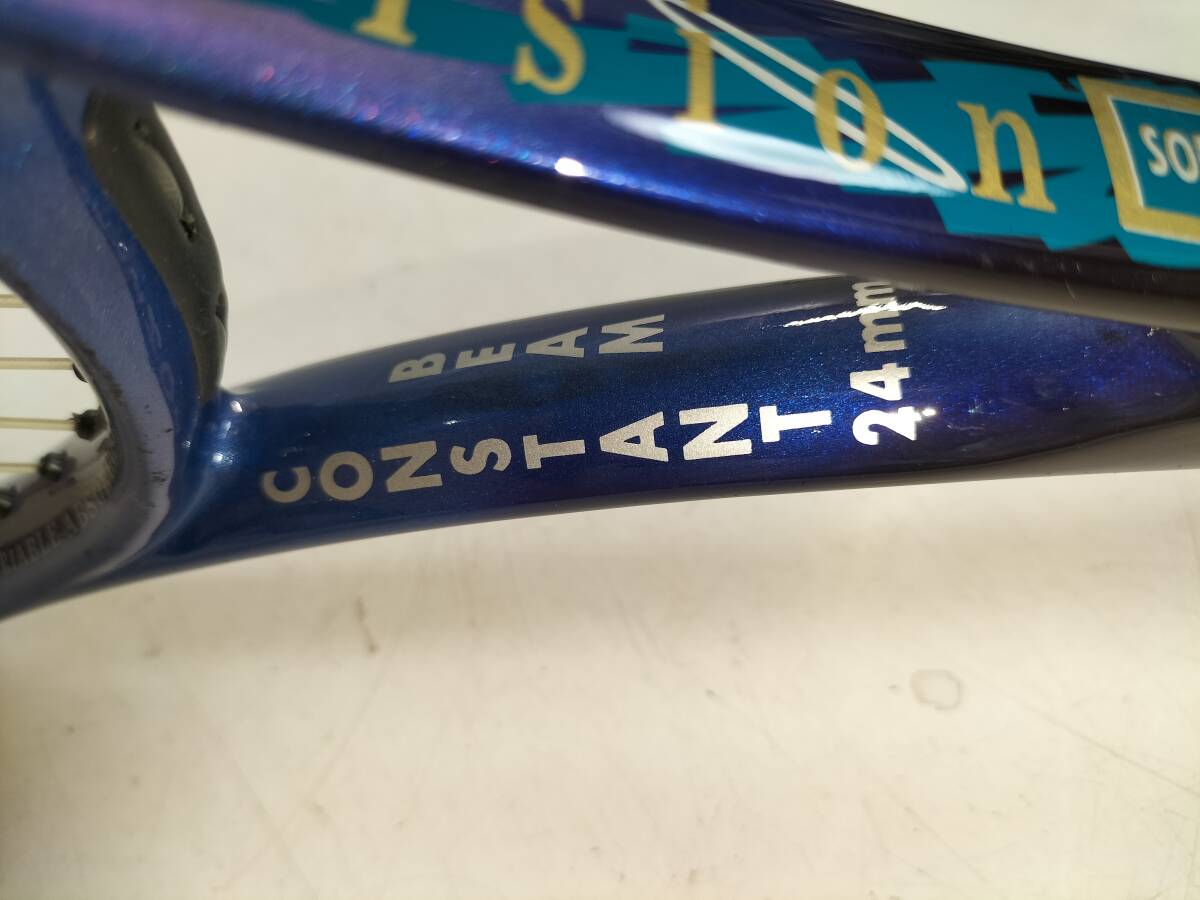 sion
SO
BEAM
CONSTANT
24mm